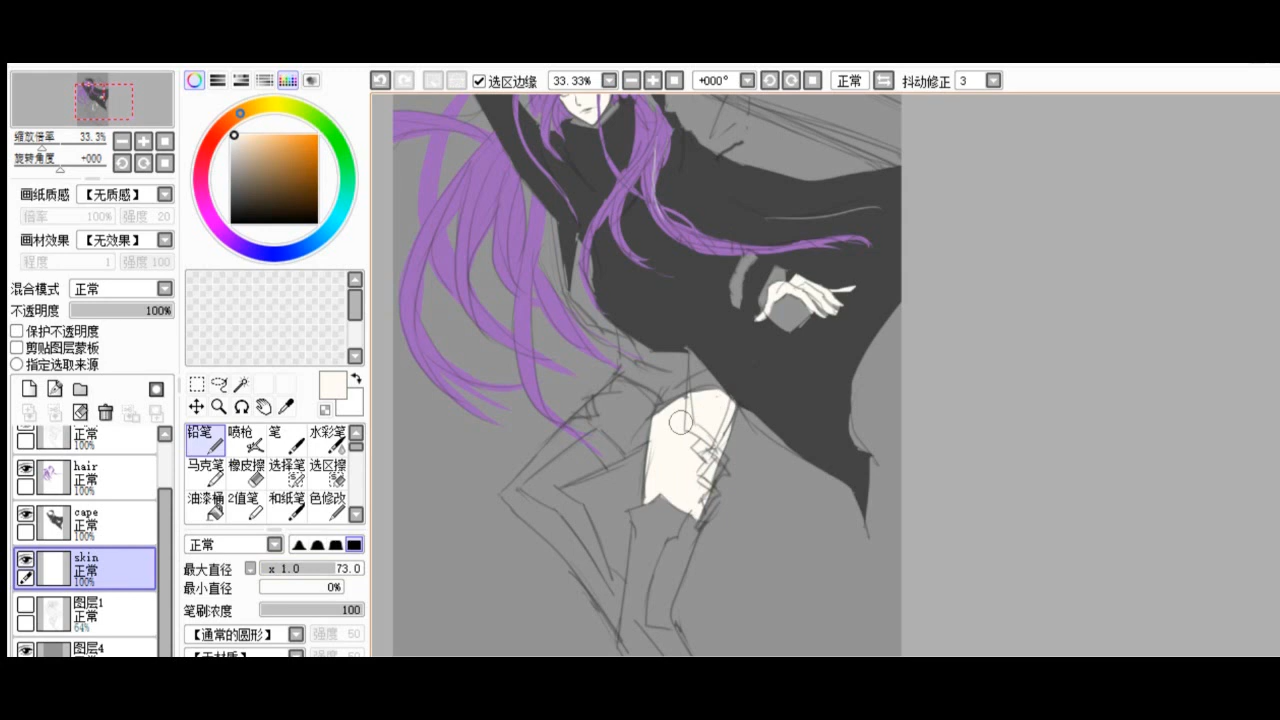 选区边缘 33.33% +000° 正常 抖动修正 3
缩放倍率 33.3%
旋转角度 +000
画纸质感 【无质感】
倍率 100% 强度 20
画材效果 【无效果】
程度 1 强度 100
混合模式 正常
不透明度 100%
保护不透明度
剪贴图层蒙板
指定选取来源
正常
100%
hair
正常
100%
cape
正常
100%
skin
正常
100%
图层1
正常
64%
图层4
铅笔 喷枪 笔 水彩笔
马克笔 橡皮擦 选择笔 选区擦
油漆桶 2值笔 和纸笔 色修改
正常
最大直径 x 1.0 73.0
最小直径 0%
笔刷浓度 100
【通常的圆形】 强度 50